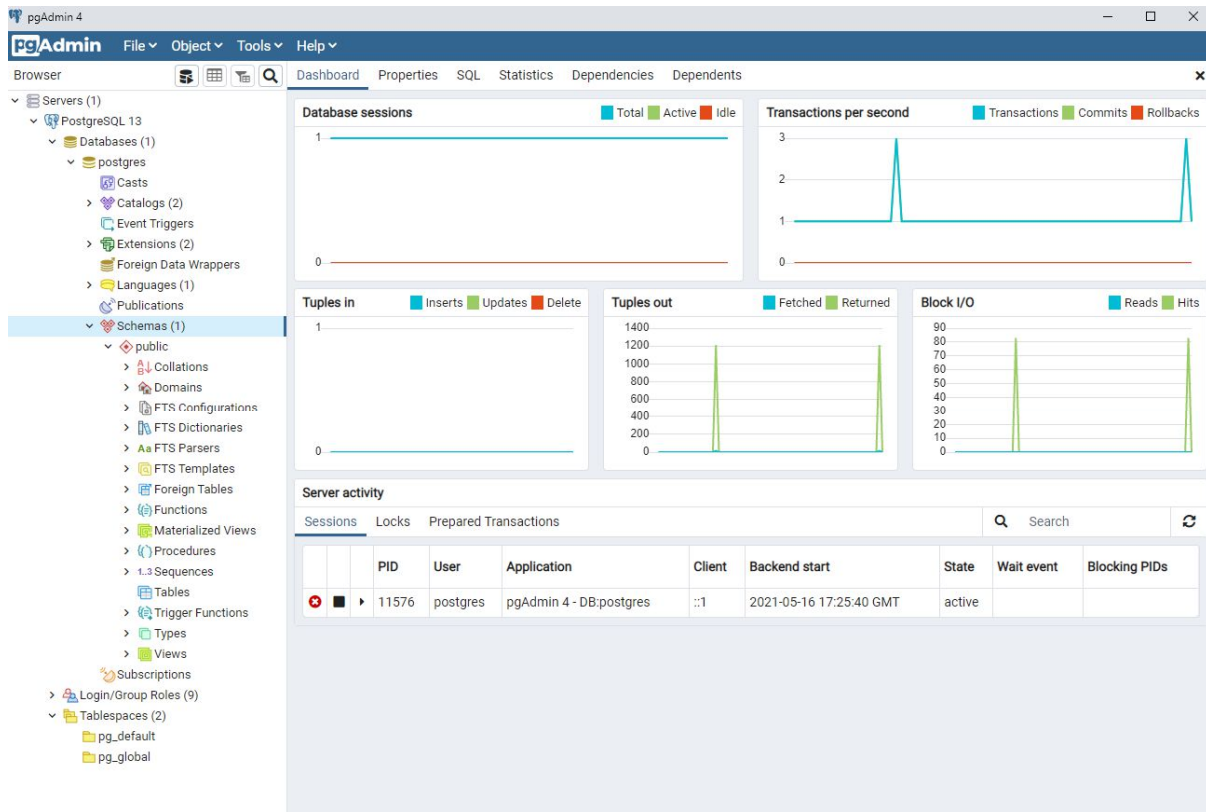 pgAdmin 4
pgAdmin File Object Tools Help
Browser
Dashboard Properties SQL Statistics Dependencies Dependents
Servers (1)
PostgreSQL 13
Databases (1)
postgres
Casts
Catalogs (2)
Event Triggers
Extensions (2)
Foreign Data Wrappers
Languages (1)
Publications
Schemas (1)
public
Collations
Domains
FTS Configurations
FTS Dictionaries
Aa FTS Parsers
FTS Templates
Foreign Tables
Functions
Materialized Views
Procedures
1..3 Sequences
Tables
Trigger Functions
Types
Views
Subscriptions
Login/Group Roles (9)
Tablespaces (2)
pg_default
pg_global
Database sessions Total Active Idle
1
0
Transactions per second Transactions Commits Rollbacks
3
2
1
0
Tuples in Inserts Updates Delete
1
0
Tuples out Fetched Returned
1400
1200
1000
800
600
400
200
0
Block I/O Reads Hits
90
80
70
60
50
40
30
20
10
0
Server activity
Sessions Locks Prepared Transactions Search
PID User Application Client Backend start State Wait event Blocking PIDs
11576 postgres pgAdmin 4 - DB:postgres ::1 2021-05-16 17:25:40 GMT active